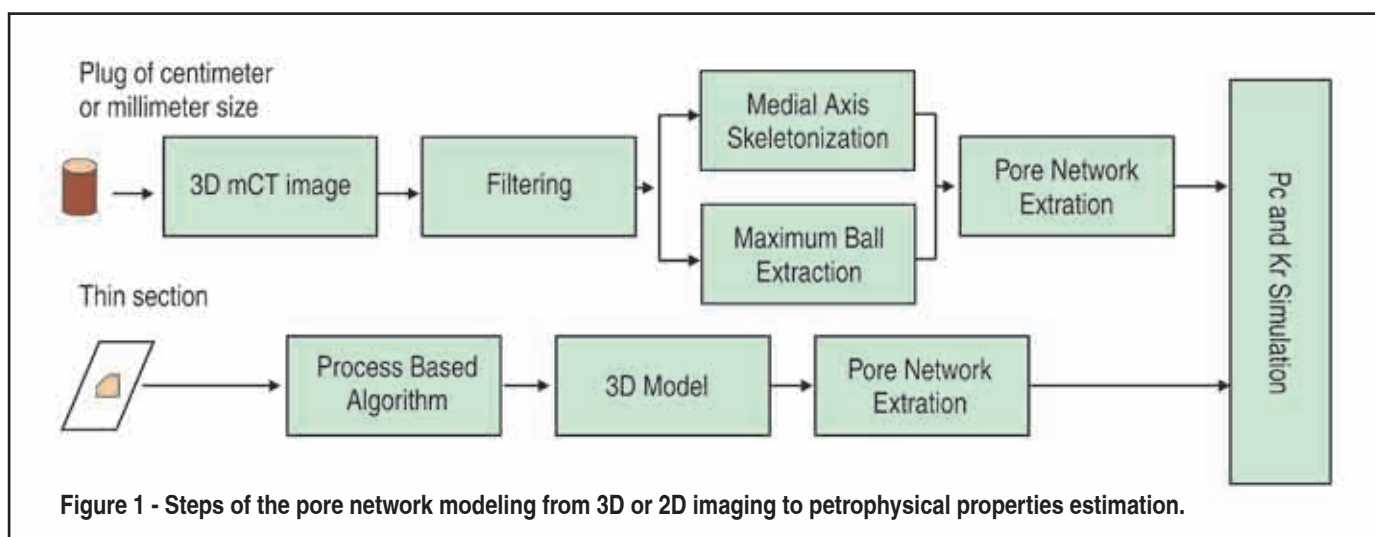 Plug of centimeter
or millimeter size
3D mCT image
Filtering
Medial Axis
Skeletonization
Maximum Ball
Extraction
Pore Network
Extration
Pc and Kr Simulation
Thin section
Process Based
Algorithm
3D Model
Pore Network
Extration
Figure 1 - Steps of the pore network modeling from 3D or 2D imaging to petrophysical properties estimation.